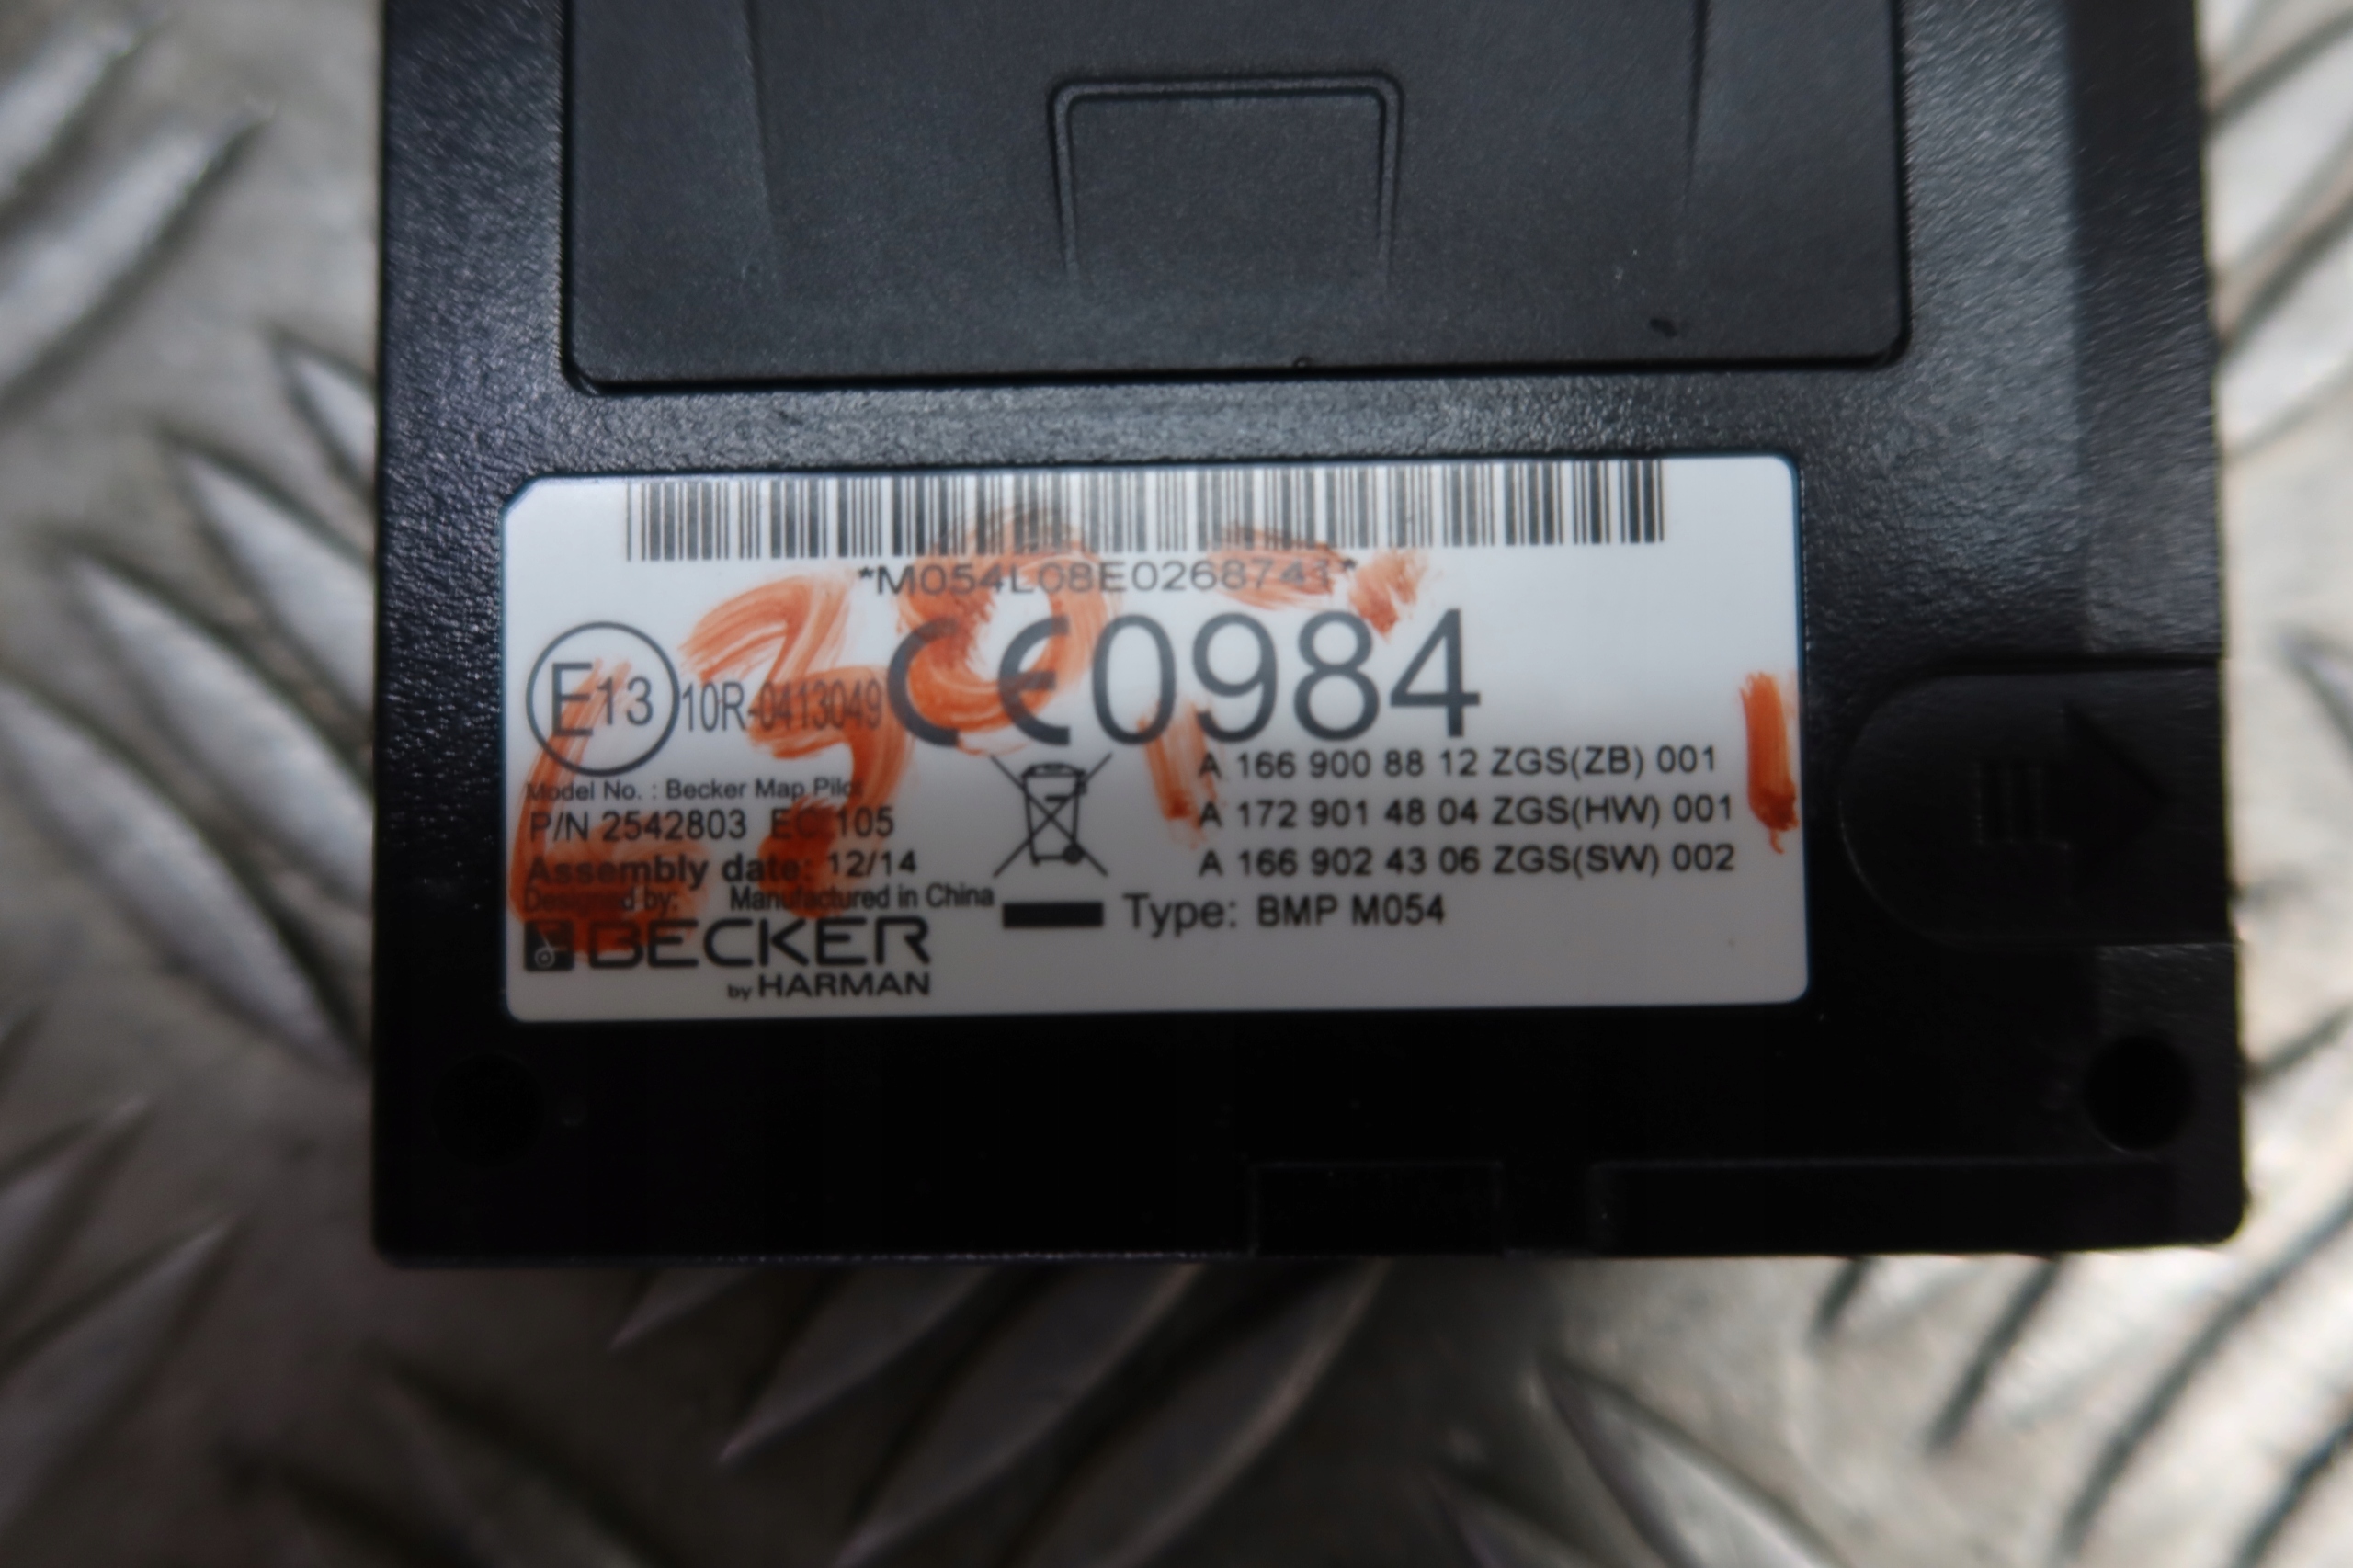 *M054L08E0268741*
E13 10R-0413049 CE0984
Model No. : Becker Map Pilot
P/N 2542803 EC 105
Assembly date: 12/14
Designed by: Manufactured in China
BECKER
by HARMAN
A 166 900 88 12 ZGS(ZB) 001
A 172 901 48 04 ZGS(HW) 001
A 166 902 43 06 ZGS(SW) 002
Type: BMP M054